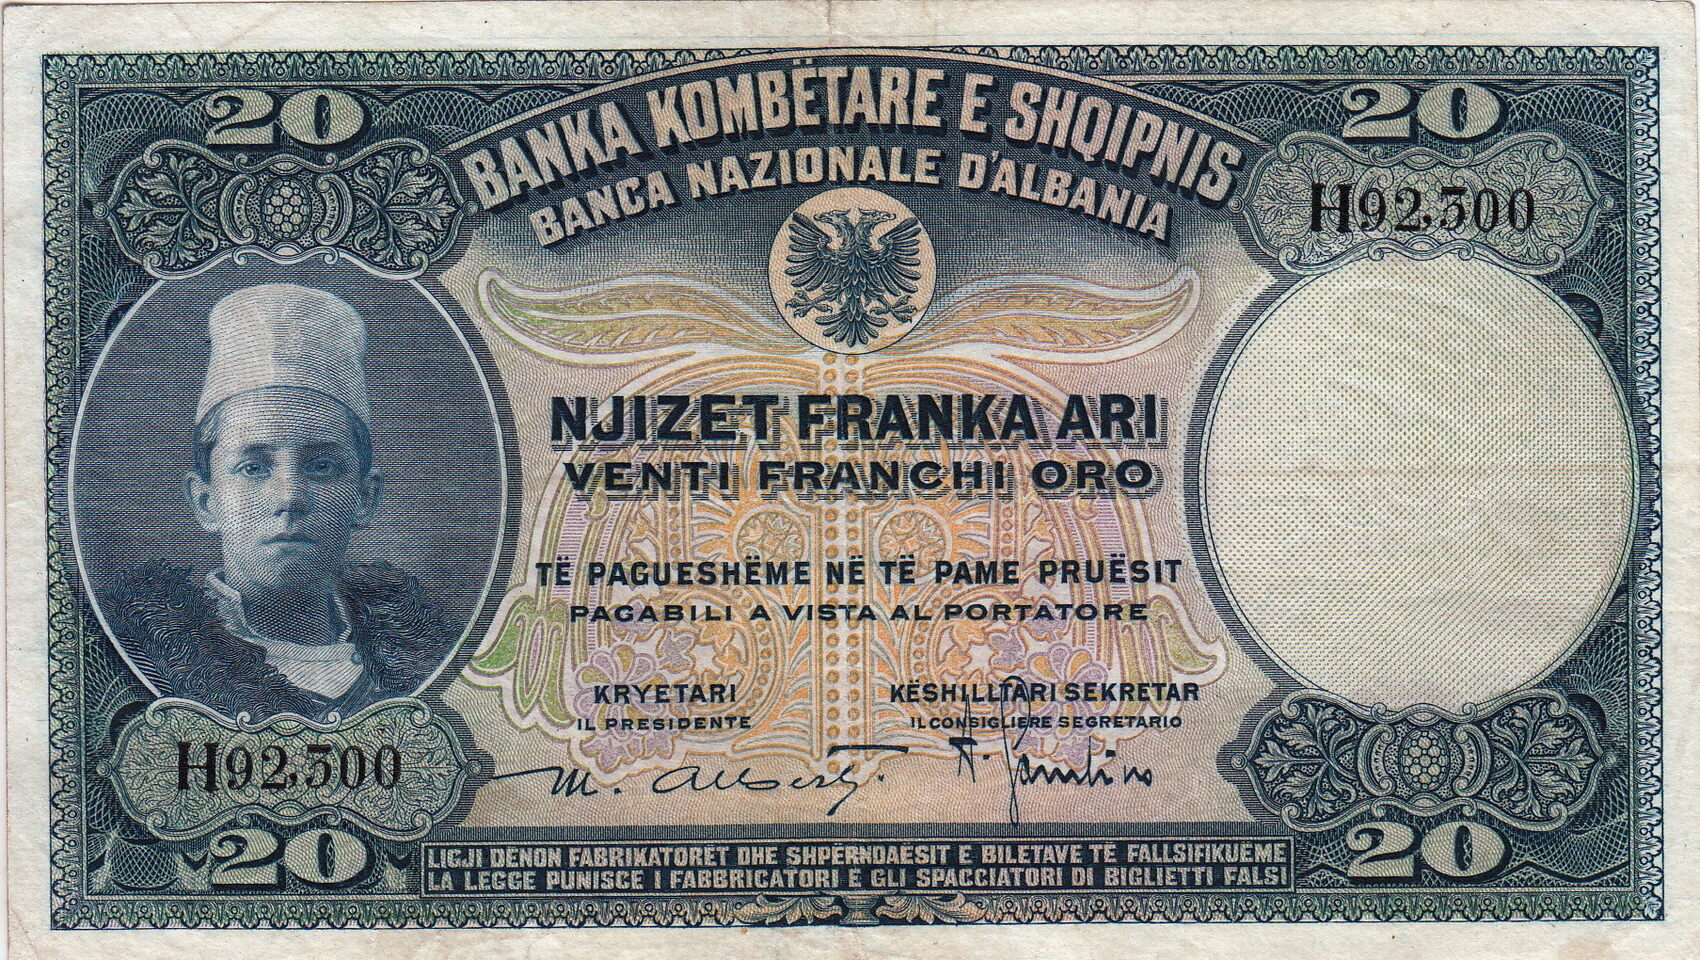 20
20
BANKA KOMBËTARE E SHQIPNIS
BANCA NAZIONALE D'ALBANIA
H92,300
NJIZET FRANKA ARI
VENTI FRANCHI ORO
TË PAGUESHËME NË TË PAME PRUËSIT
PAGABILI A VISTA AL PORTATORE
KRYETARI
KËSHILLTARI SEKRETAR
IL PRESIDENTE
IL CONSIGLIERE SEGRETARIO
H92,300
M. Alberti.
20
20
LIGJI DËNON FABRIKATORËT DHE SHPËRNDAËSIT E BILETAVE TË FALLSIFIKUËME
LA LEGGE PUNISCE I FABBRICATORI E GLI SPACCIATORI DI BIGLIETTI FALSI